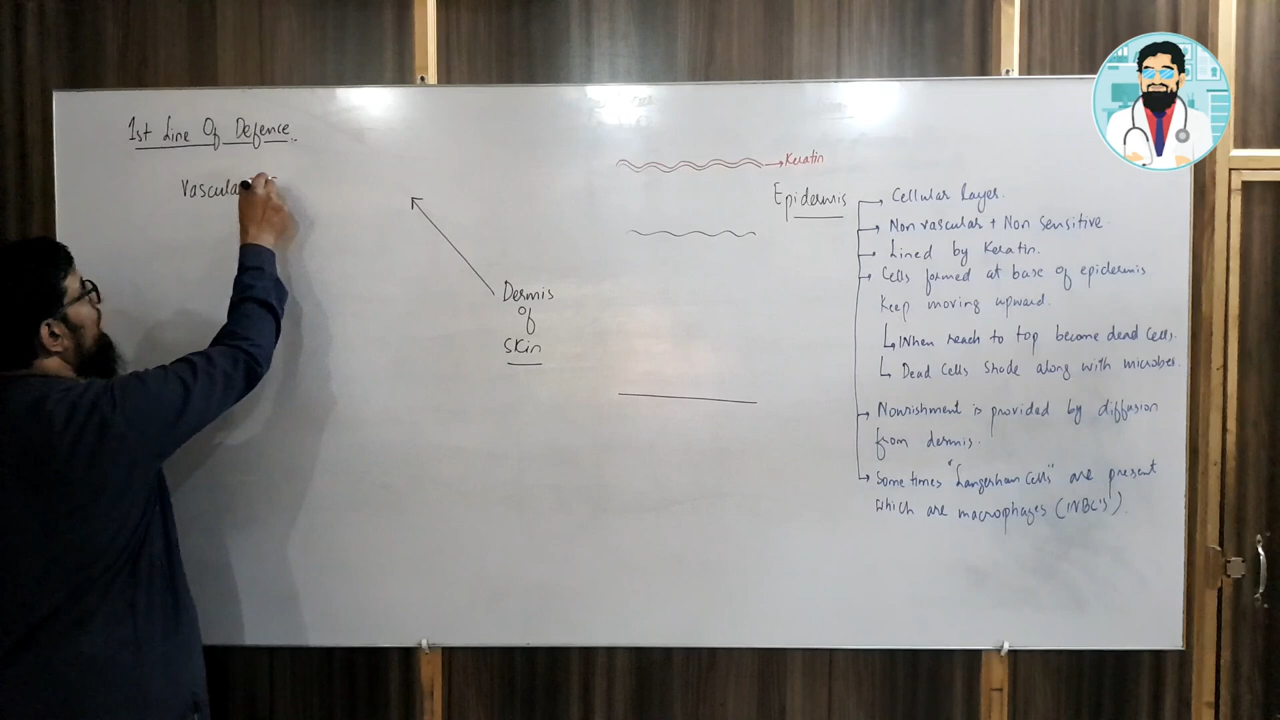 1st Line Of Defence..
Vascula
Dermis
of
Skin
Keratin
Epidermis
Cellular Layer.
Non vascular + Non Sensitive
Lined by Keratin.
Cells formed at base of epidermis
Keep moving upward.
When reach to top become dead cells.
Dead Cells Shade along with microbes.
Nourishment is provided by diffusion
from dermis.
Some times "Langerhan Cells" are present
which are macrophages (WBC's).